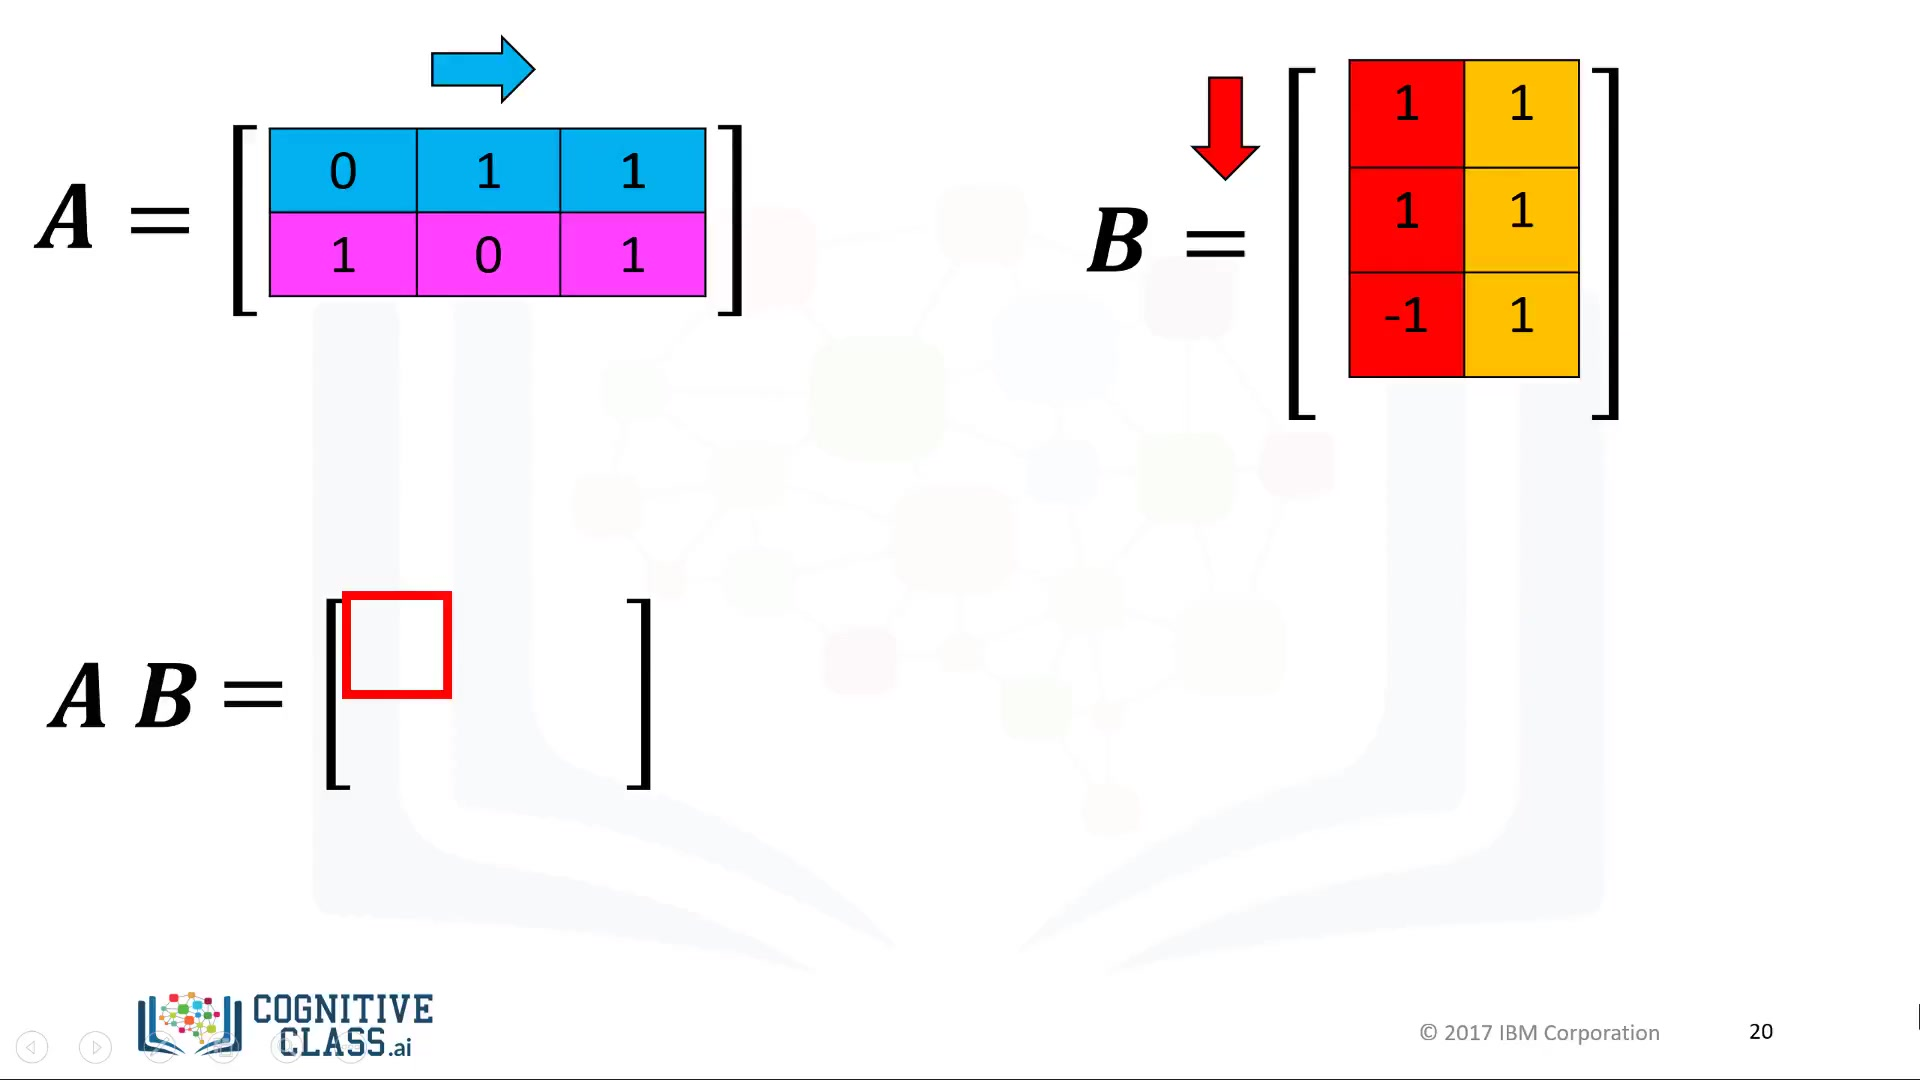 A =
0 1 1
1 0 1
B =
1 1
1 1
-1 1
A B =
COGNITIVE
CLASS.ai
© 2017 IBM Corporation
20